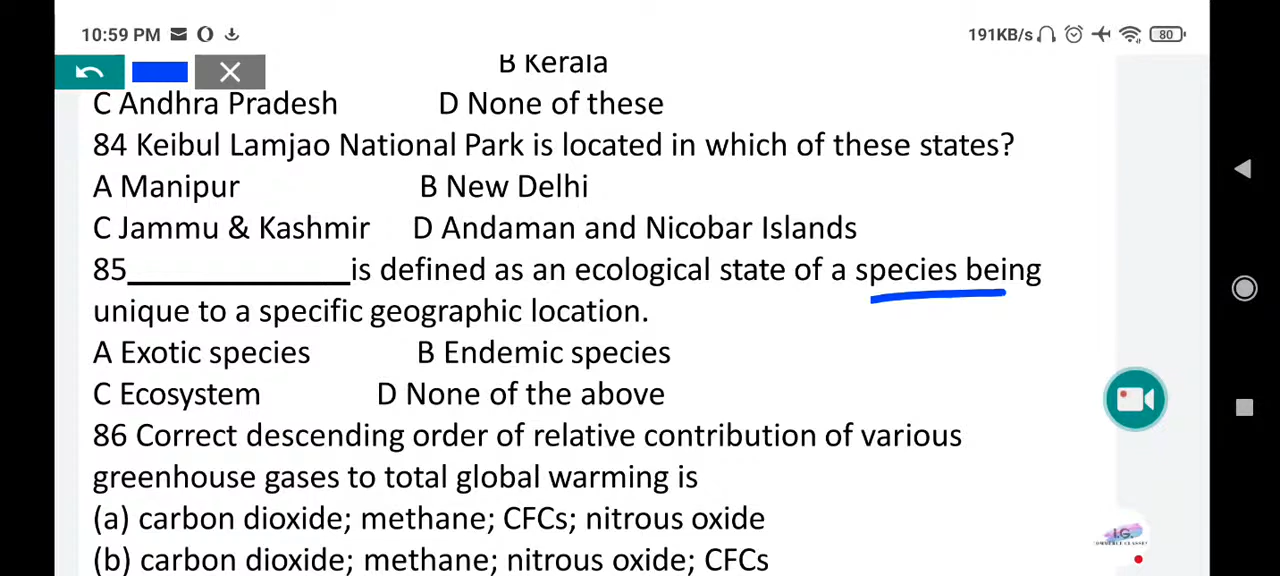 10:59 PM
191KB/s
80
B Kerala
C Andhra Pradesh D None of these
84 Keibul Lamjao National Park is located in which of these states?
A Manipur B New Delhi
C Jammu & Kashmir D Andaman and Nicobar Islands
85______________is defined as an ecological state of a species being
unique to a specific geographic location.
A Exotic species B Endemic species
C Ecosystem D None of the above
86 Correct descending order of relative contribution of various
greenhouse gases to total global warming is
(a) carbon dioxide; methane; CFCs; nitrous oxide
I.G.
(b) carbon dioxide; methane; nitrous oxide; CFCs